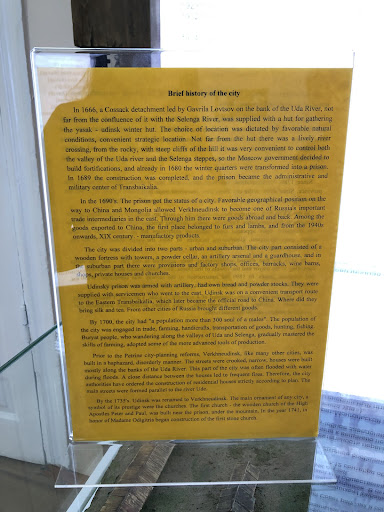 Brief history of the city
In 1666, a Cossack detachment led by Gavrila Lovtsov on the bank of the Uda River, not
far from the confluence of it with the Selenga River, was supplied with a hut for gathering
the yasak - udinsk winter hut. The choice of location was dictated by favorable natural
conditions, convenient strategic location. Not far from the hut there was a lively river
crossing, from the rocky, with steep cliffs of the hill it was very convenient to control both
the valley of the Uda river and the Selenga steppes, so the Moscow government decided to
build fortifications, and already in 1680 the winter quarters were transformed into a prison.
In 1689 the construction was completed, and the prison became the administrative and
military center of Transbaikalia.
In the 1690's. The prison got the status of a city. Favorable geographical position on the
way to China and Mongolia allowed Verkhneudinsk to become one of Russia's important
trade intermediaries in the east. Through him there were goods abroad and back. Among the
goods exported to China, the first place belonged to furs and lambs, and from the 1940s
onwards, XIX century - manufactory products.
The city was divided into two parts - urban and suburban. The city part consisted of a
wooden fortress with towers, a powder cellar, an artillery arsenal and a guardhouse, and in
the suburban part there were provisions and factory shops, offices, barracks, wine barns,
shops, private houses and churches.
Udinsky prison was armed with artillery, had own bread and powder stocks. They were
supplied with servicemen who went to the east. Udinsk was on a convenient transport route
to the Eastern Transbaikalia, which later became the official road to China. Where did they
bring silk and tea. From other cities of Russia brought different goods.
By 1700, the city had "a population more than 300 soul of a males". The population of
the city was engaged in trade, farming, handicrafts, transportation of goods, hunting, fishing
Buryat people, who wandering along the valleys of Uda and Selenga, gradually mastered the
skills of farming, adopted some of the more advanced tools of production.
Prior to the Petrine city-planning reforms, Verkhneudinsk, like many other cities, was
built in a haphazard, disorderly manner. The streets were crooked, narrow, houses were built
mostly along the banks of the Uda River. This part of the city was often flooded with water
during floods. A close distance between the houses led to frequent fires. Therefore, the city
authorities have ordered the construction of residential houses strictly according to plan. The
main streets were formed parallel to the river Uda.
By the 1735's. Udinsk was renamed to Verkhneudinsk. The main ornament of any city, a
symbol of its prestige were the churches. The first church - the wooden church of the High
Apostles Peter and Paul, was built near the prison, under the mountain, in the year 1741, in
honor of Madonna Odigitria began construction of the first stone church.